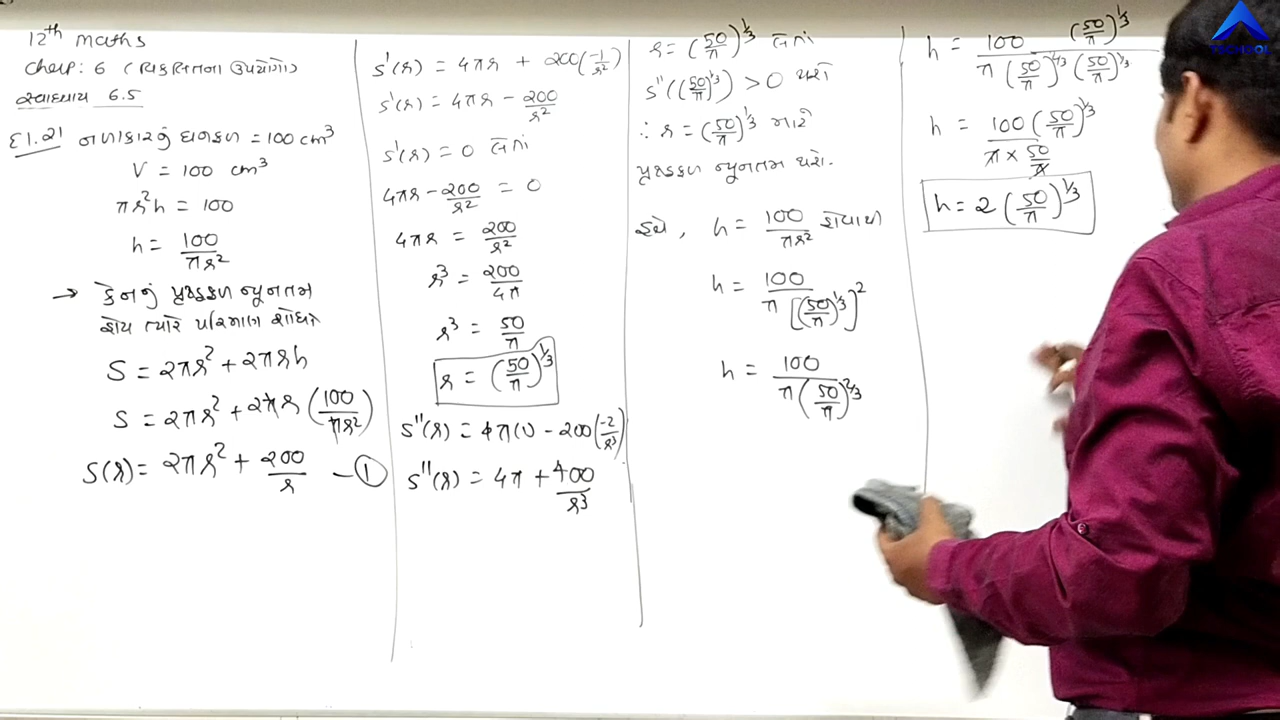 12th maths
Chap: 6 (વિકલિતના ઉપયોગો)
સ્વાધ્યાય 6.5
દા.21 નળાકારનું ઘનફળ = 100 cm³
V = 100 cm³
πr²h = 100
h = 100/πr²
→ કેનનું પૃષ્ઠફળ ન્યૂનતમ
હોય ત્યારે પરિમાણ શોધો
S = 2πr² + 2πrh
S = 2πr² + 2πr (100/πr²)
S(r) = 2πr² + 200/r — ①
s'(r) = 4πr + 200(-1/r²)
s'(r) = 4πr - 200/r²
s'(r) = 0 લેતાં
4πr - 200/r² = 0
4πr = 200/r²
r³ = 200/4π
r³ = 50/π
r = (50/π)^1/3
s''(r) = 4π(1) - 200(-2/r³)
s''(r) = 4π + 400/r³
r = (50/π)^1/3 લેતાં
s''((50/π)^1/3) > 0 થશે
∴ r = (50/π)^1/3 માટે
પૃષ્ઠફળ ન્યૂનતમ થશે.
હવે, h = 100/πr² હોવાથી
h = 100/π[(50/π)^1/3]²
h = 100/π(50/π)^2/3
h = 100/π(50/π)^2/3 (50/π)^1/3/(50/π)^1/3
h = 100(50/π)^1/3/π × 50/π
h = 2(50/π)^1/3
TECHOOL